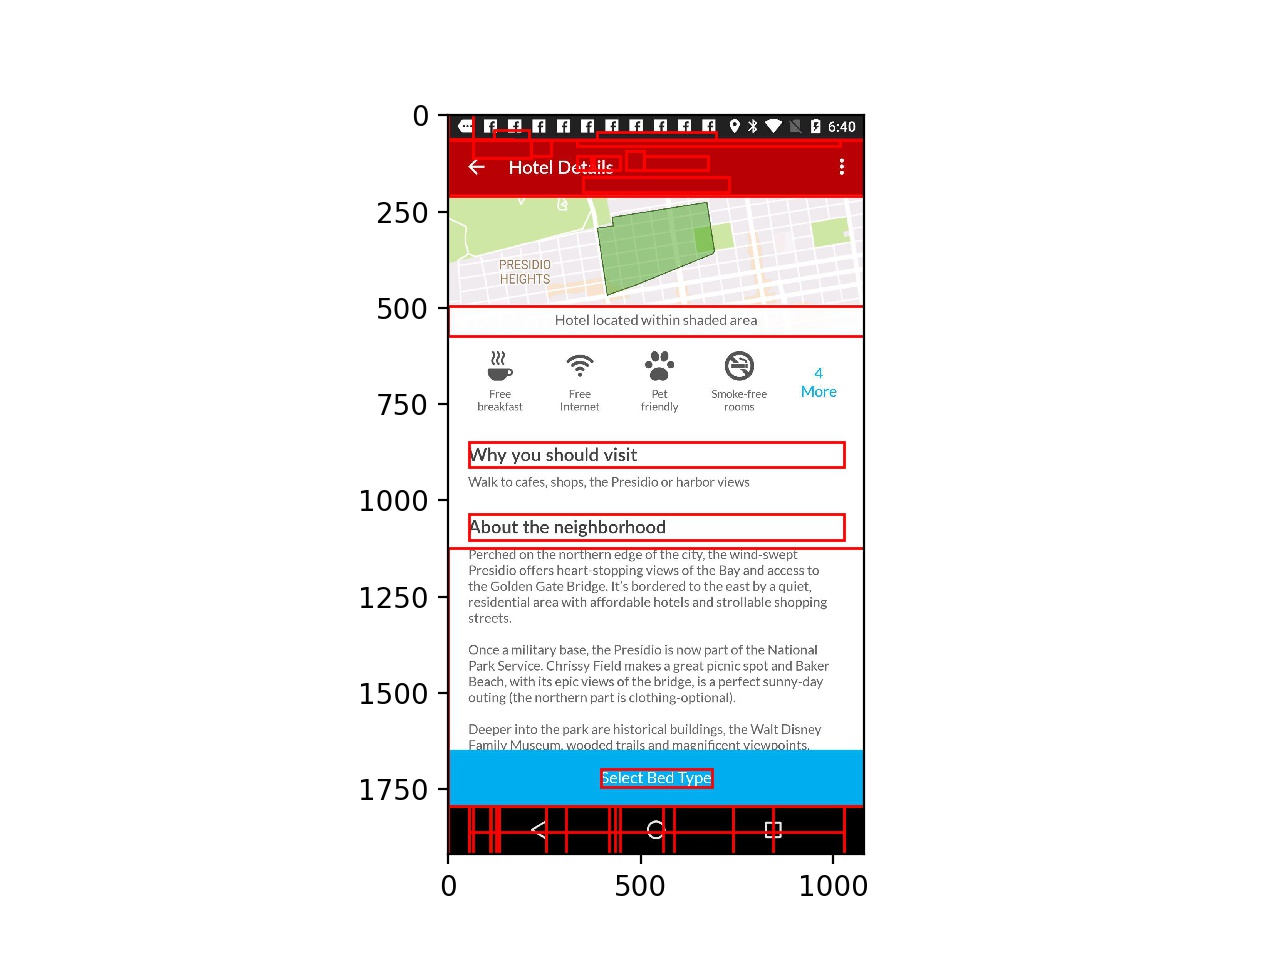 0
250
500
750
1000
1250
1500
1750
0
500
1000
6:40
Hotel Details
PRESIDIO
HEIGHTS
Hotel located within shaded area
Free
breakfast
Free
Internet
Pet
friendly
Smoke-free
rooms
4
More
Why you should visit
Walk to cafes, shops, the Presidio or harbor views
About the neighborhood
Perched on the northern edge of the city, the wind-swept
Presidio offers heart-stopping views of the Bay and access to
the Golden Gate Bridge. It's bordered to the east by a quiet,
residential area with affordable hotels and strollable shopping
streets.
Once a military base, the Presidio is now part of the National
Park Service. Chrissy Field makes a great picnic spot and Baker
Beach, with its epic views of the bridge, is a perfect sunny-day
outing (the northern part is clothing-optional).
Deeper into the park are historical buildings, the Walt Disney
Family Museum, wooded trails and magnificent viewpoints.
Select Bed Type